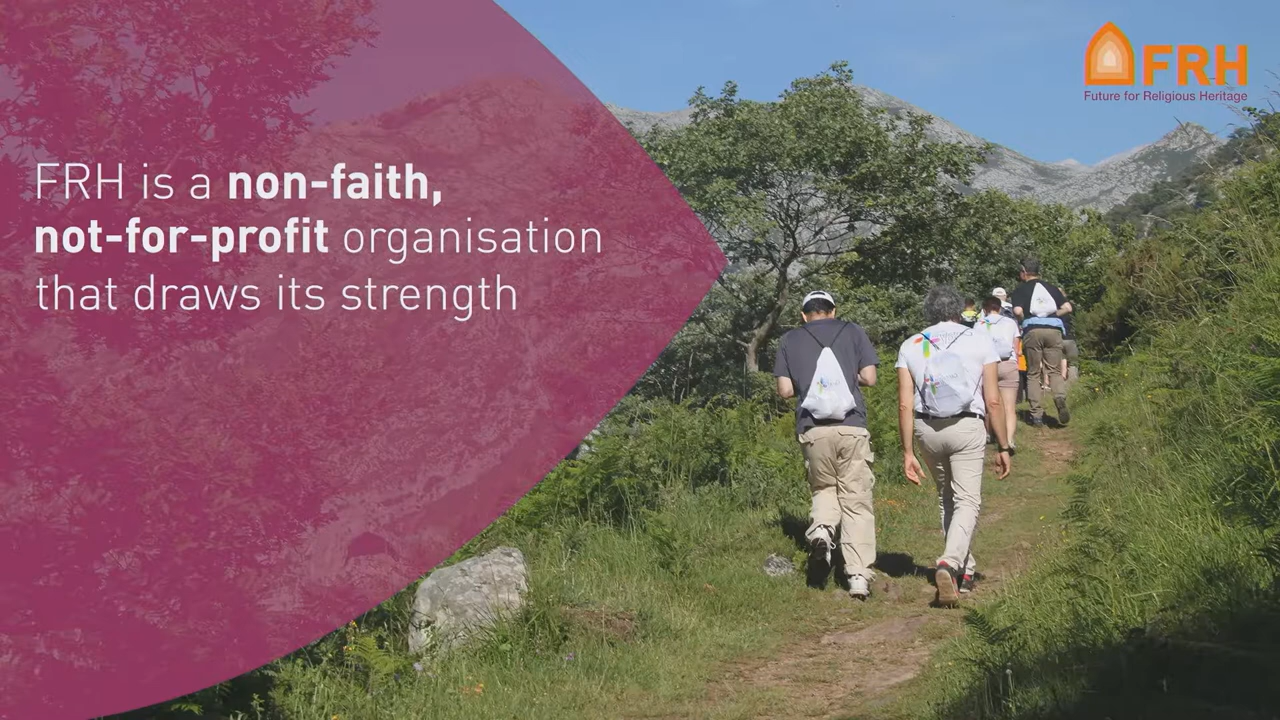 FRH is a non-faith,
not-for-profit organisation
that draws its strength
FRH
Future for Religious Heritage